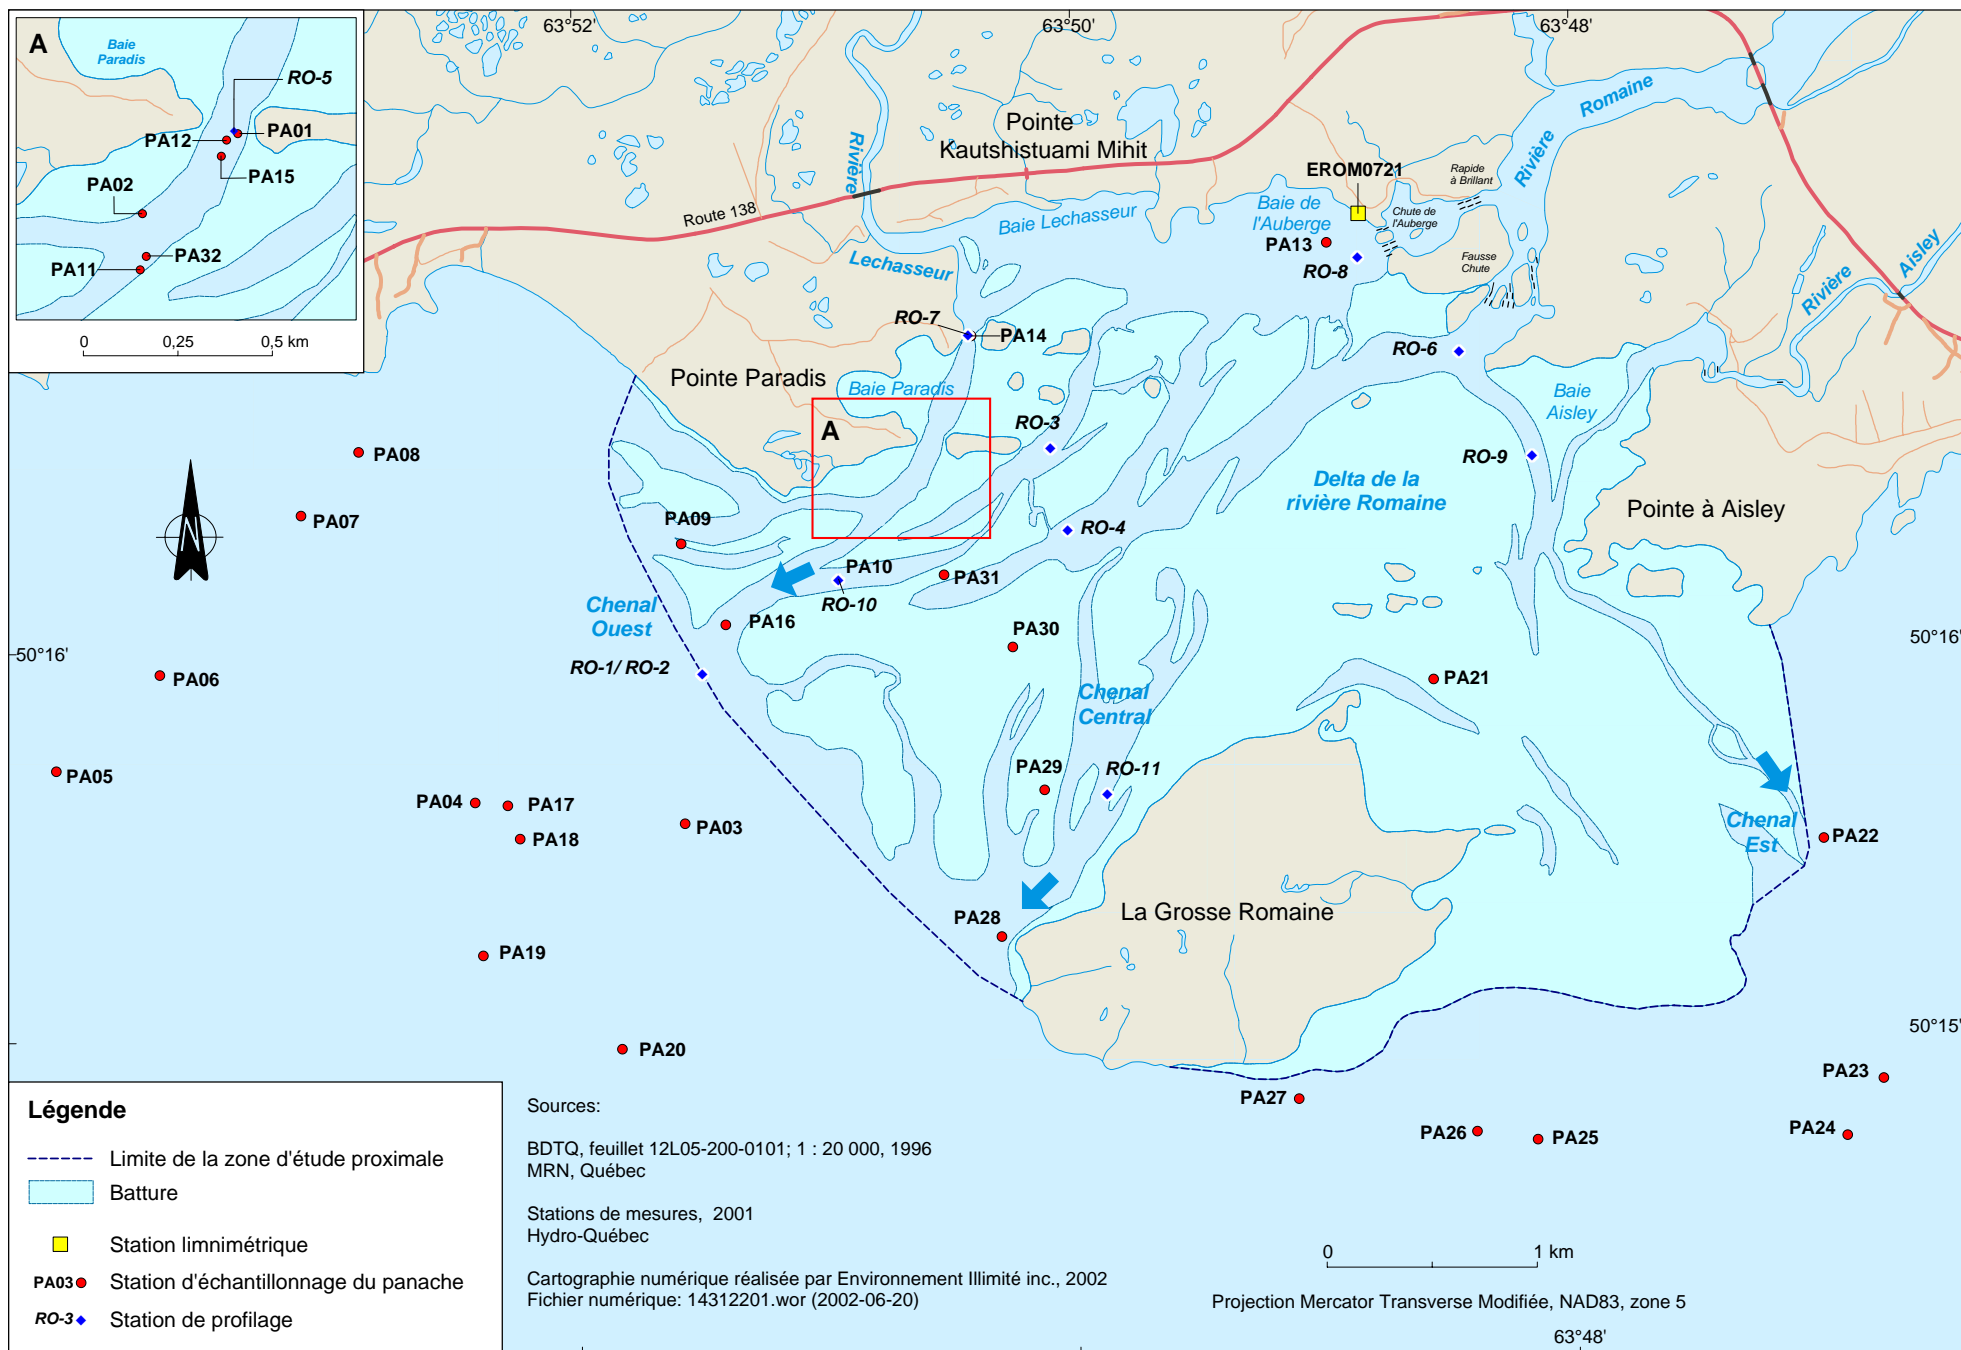 A
Baie
Paradis
RO-5
PA12
PA01
PA15
PA02
PA32
PA11
0
0,25
0,5 km
63°52'
63°50'
63°48'
Rivière
Romaine
Pointe
Kautshistuami Mihit
Rivière
Lechasseur
Route 138
Baie Lechasseur
EROM0721
Baie de
l'Auberge
PA13
RO-8
Rapide
à Brillant
Chute de
l'Auberge
Fausse
Chute
Rivière
Aisley
RO-7
PA14
RO-6
Pointe Paradis
Baie Paradis
A
RO-3
Baie
Aisley
PA08
PA07
RO-9
Delta de la
rivière Romaine
Pointe à Aisley
N
PA09
RO-4
PA10
RO-10
PA31
Chenal
Ouest
PA16
PA30
50°16'
50°16'
RO-1/ RO-2
PA06
PA21
Chenal
Central
PA05
PA29
RO-11
PA04
PA17
PA18
PA03
Chenal
Est
PA22
PA28
La Grosse Romaine
PA19
PA20
50°15'
PA23
PA27
PA26
PA25
PA24
Légende
Limite de la zone d'étude proximale
Batture
Station limnimétrique
PA03 Station d'échantillonnage du panache
RO-3 Station de profilage
Sources:
BDTQ, feuillet 12L05-200-0101; 1 : 20 000, 1996
MRN, Québec
Stations de mesures, 2001
Hydro-Québec
Cartographie numérique réalisée par Environnement Illimité inc., 2002
Fichier numérique: 14312201.wor (2002-06-20)
0
1 km
Projection Mercator Transverse Modifiée, NAD83, zone 5
63°48'